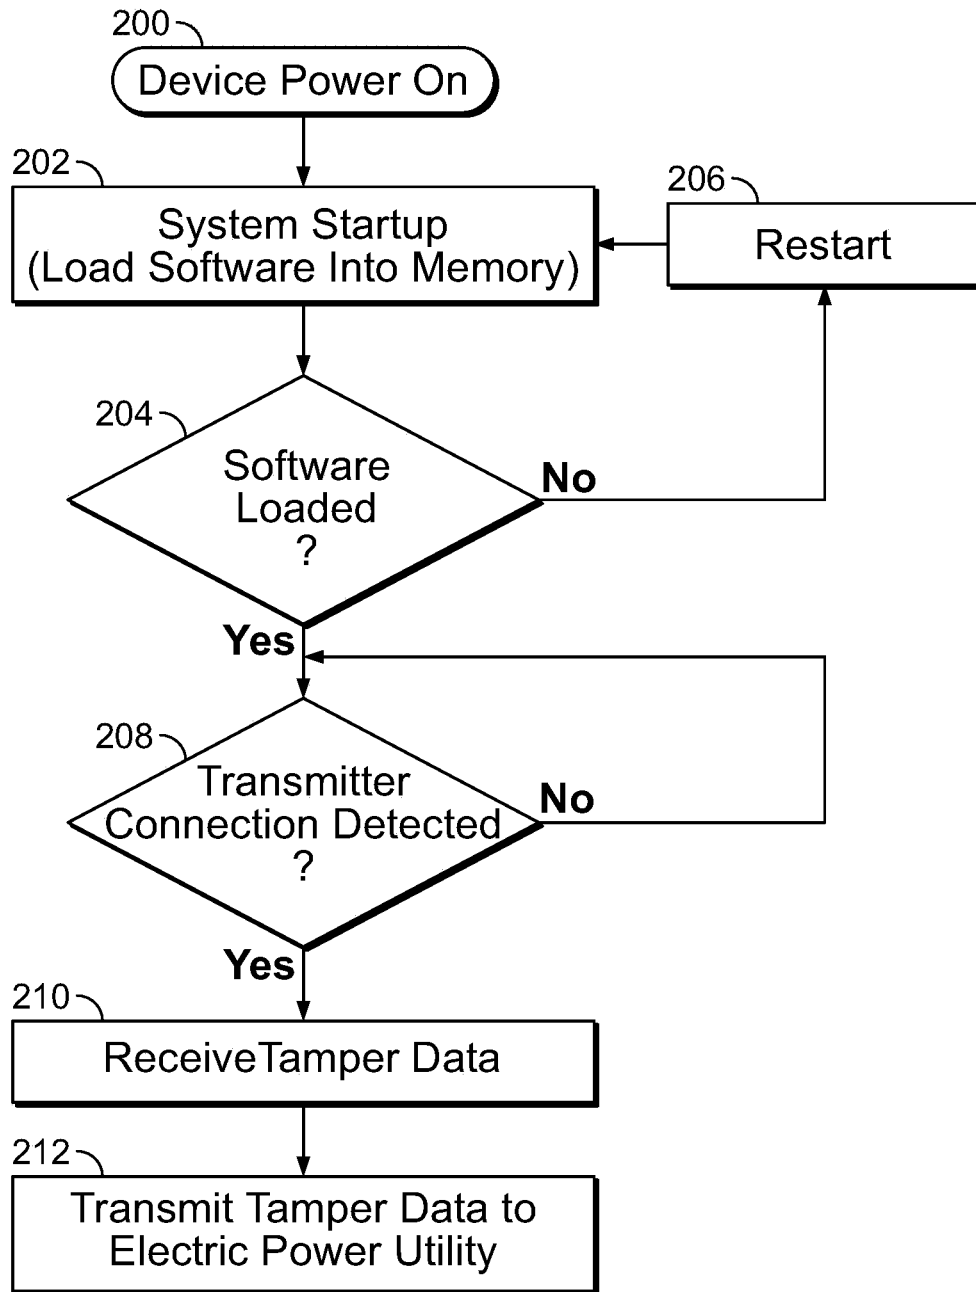 200
Device Power On
202
System Startup
(Load Software Into Memory)
206
Restart
204
Software
Loaded
?
No
Yes
208
Transmitter
Connection Detected
?
No
Yes
210
ReceiveTamper Data
212
Transmit Tamper Data to
Electric Power Utility